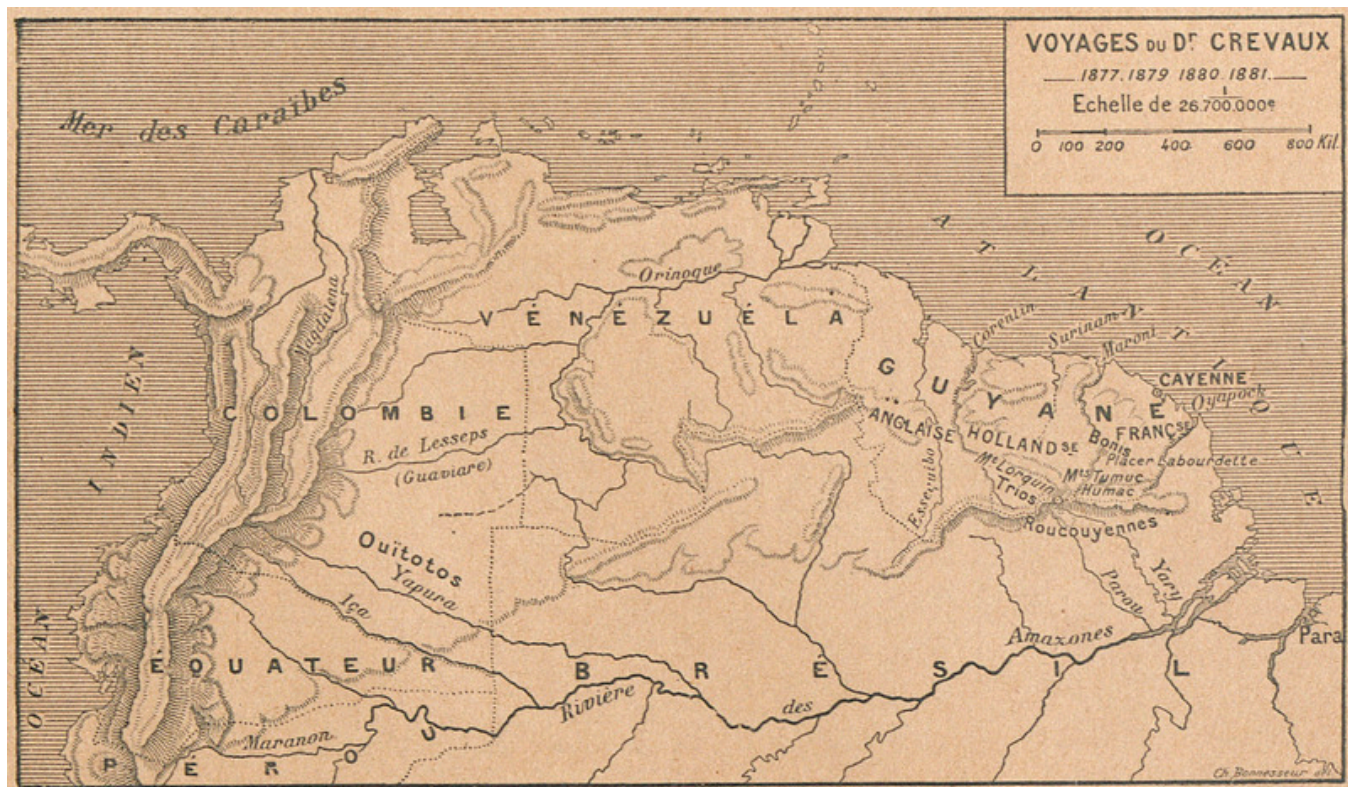 VOYAGES DU Dr CREVAUX
1877.1879 1880.1881.
Echelle de 1/26.700.000e
0 100 200 400 600 800 Kil.
Mer des Caraïbes
OCÉAN
ATLANTIQUE
OCÉAN
INDIEN
Magdalena
Orinoque
VÉNÉZUÉLA
COLOMBIE
R. de Lesseps
(Guaviare)
GUYANE
Corentin
Surinam
Maroni
CAYENNE
Oyapock
ANGLAISE
HOLLANDSE
FRANÇSE
Bonis
Placer Labourdette
Mt Lorquin
Mts Tumuc
Humac
Trios
Essequibo
Roucouyennes
Ouïtotos
Yapura
Iça
Parou
Yary
Amazones
Para
ÉQUATEUR
BRÉSIL
Rivière
des
Maranon
PÉROU
Ch. Bonnesseur del.